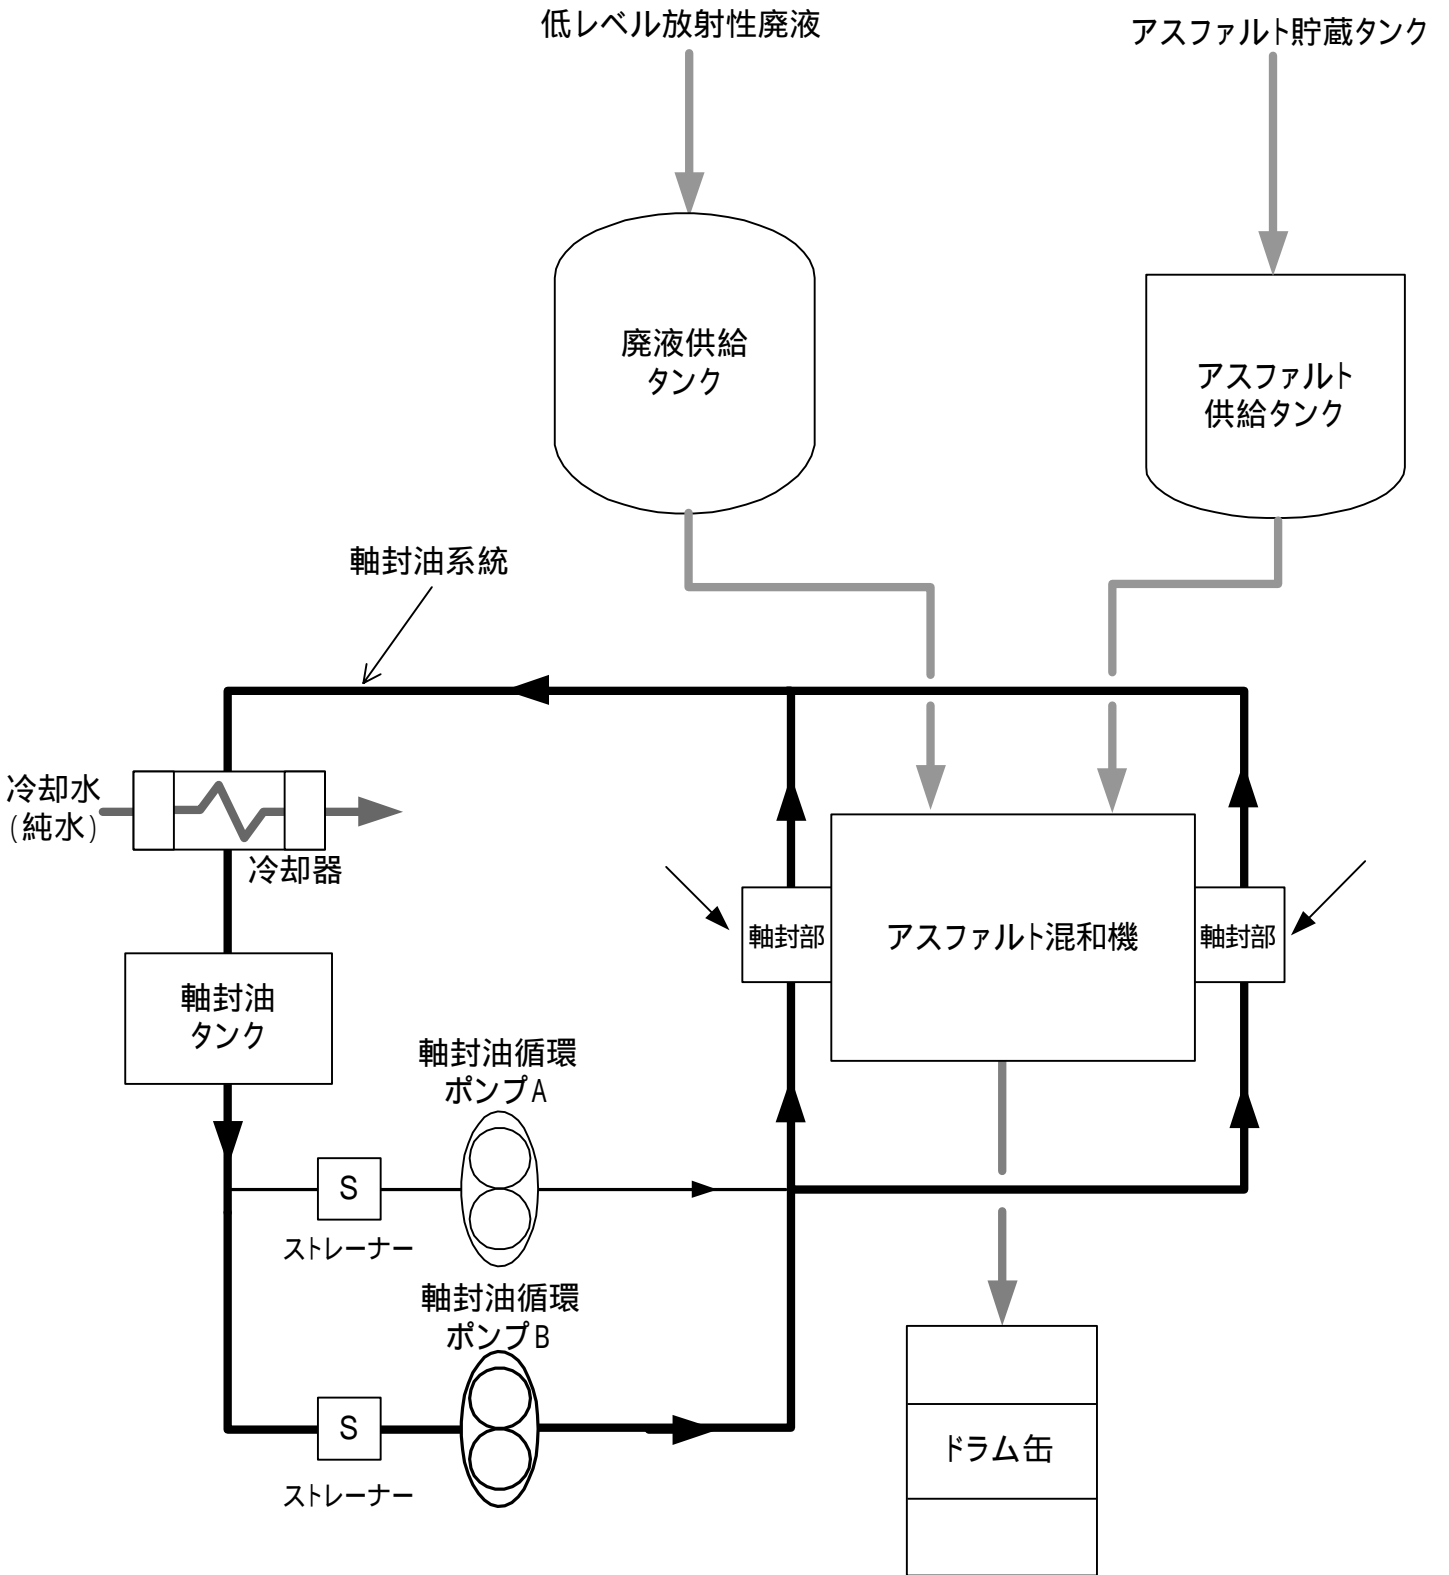 低レベル放射性廃液
アスファルト貯蔵タンク
廃液供給
タンク
アスファルト
供給タンク
軸封油系統
冷却水
(純水)
冷却器
軸封部
アスファルト混和機
軸封部
軸封油
タンク
軸封油循環
ポンプA
S
ストレーナー
軸封油循環
ポンプB
S
ストレーナー
ドラム缶